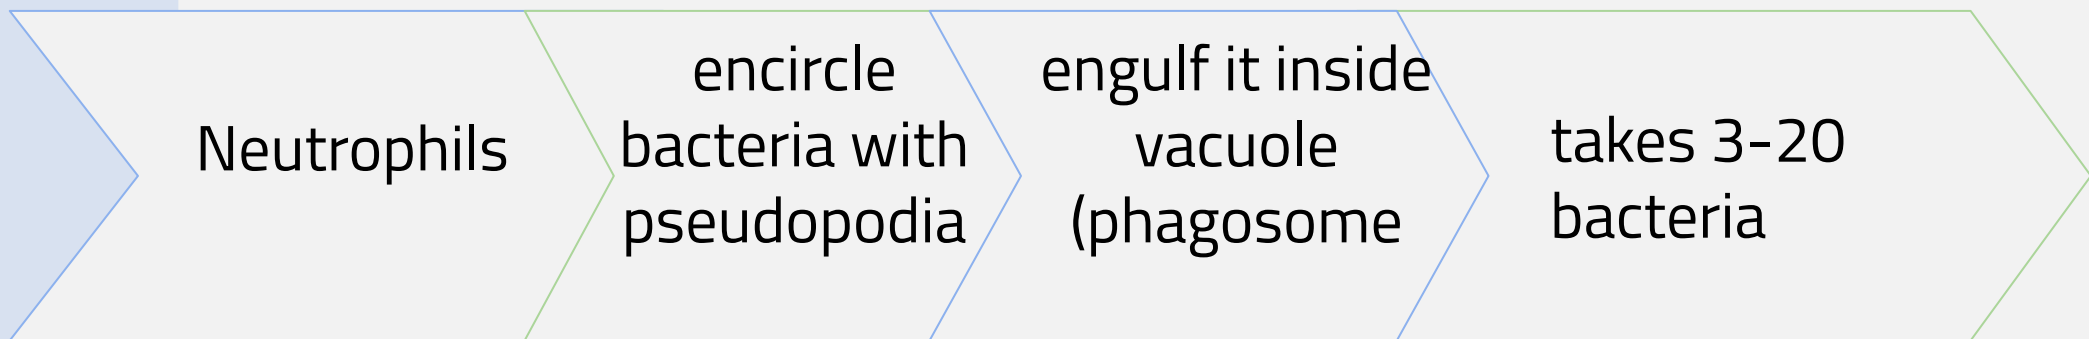 Neutrophils
encircle
bacteria with
pseudopodia
engulf it inside
vacuole
(phagosome
takes 3-20
bacteria